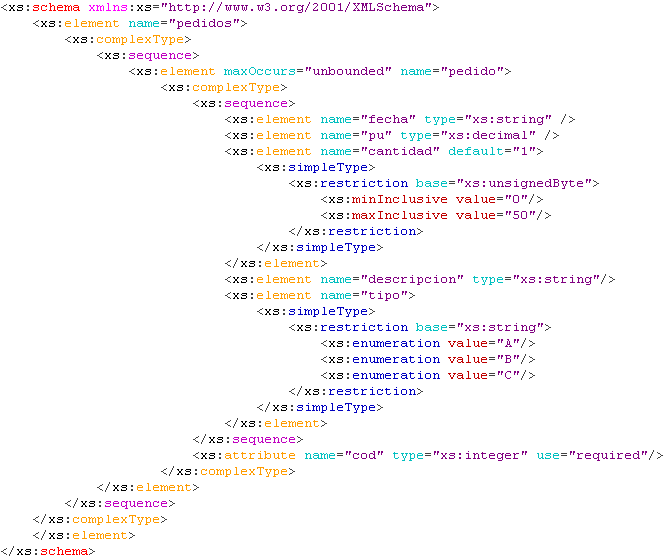 <xs:schema xmlns:xs="http://www.w3.org/2001/XMLSchema">
    <xs:element name="pedidos">
        <xs:complexType>
            <xs:sequence>
                <xs:element maxOccurs="unbounded" name="pedido">
                    <xs:complexType>
                        <xs:sequence>
                            <xs:element name="fecha" type="xs:string" />
                            <xs:element name="pu" type="xs:decimal" />
                            <xs:element name="cantidad" default="1">
                                <xs:simpleType>
                                    <xs:restriction base="xs:unsignedByte">
                                        <xs:minInclusive value="0"/>
                                        <xs:maxInclusive value="50"/>
                                    </xs:restriction>
                                </xs:simpleType>
                            </xs:element>
                            <xs:element name="descripcion" type="xs:string"/>
                            <xs:element name="tipo">
                                <xs:simpleType>
                                    <xs:restriction base="xs:string">
                                        <xs:enumeration value="A"/>
                                        <xs:enumeration value="B"/>
                                        <xs:enumeration value="C"/>
                                    </xs:restriction>
                                </xs:simpleType>
                            </xs:element>
                        </xs:sequence>
                        <xs:attribute name="cod" type="xs:integer" use="required"/>
                    </xs:complexType>
            </xs:element>
        </xs:sequence>
    </xs:complexType>
    </xs:element>
</xs:schema>